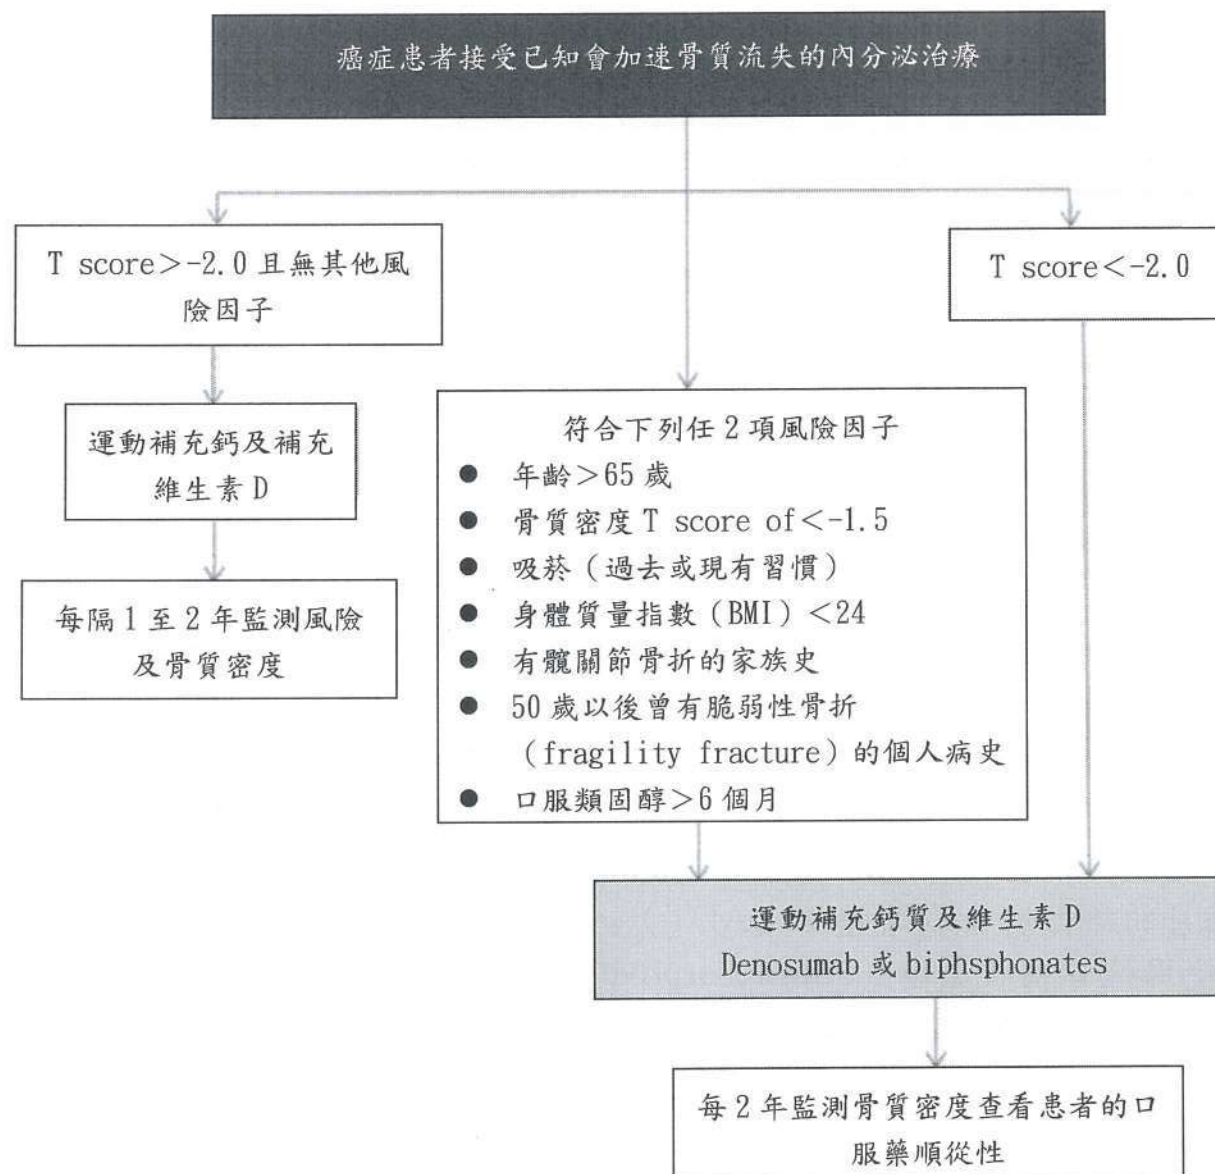 癌症患者接受已知會加速骨質流失的內分泌治療
T score＞-2.0 且無其他風
險因子
T score＜-2.0
運動補充鈣及補充
維生素 D
每隔 1 至 2 年監測風險
及骨質密度
符合下列任 2 項風險因子
● 年齡＞65 歲
● 骨質密度 T score of＜-1.5
● 吸菸（過去或現有習慣）
● 身體質量指數（BMI）＜24
● 有髖關節骨折的家族史
● 50 歲以後曾有脆弱性骨折
（fragility fracture）的個人病史
● 口服類固醇＞6 個月
運動補充鈣質及維生素 D
Denosumab 或 biphsphonates
每 2 年監測骨質密度查看患者的口
服藥順從性